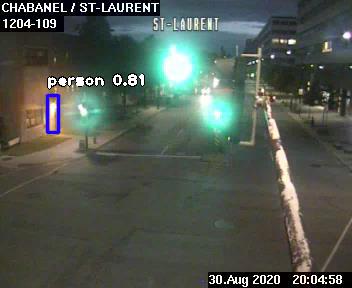 CHABANEL / ST-LAURENT
1204-109
ST-LAURENT
person 0.81
30.Aug 2020 20:04:58